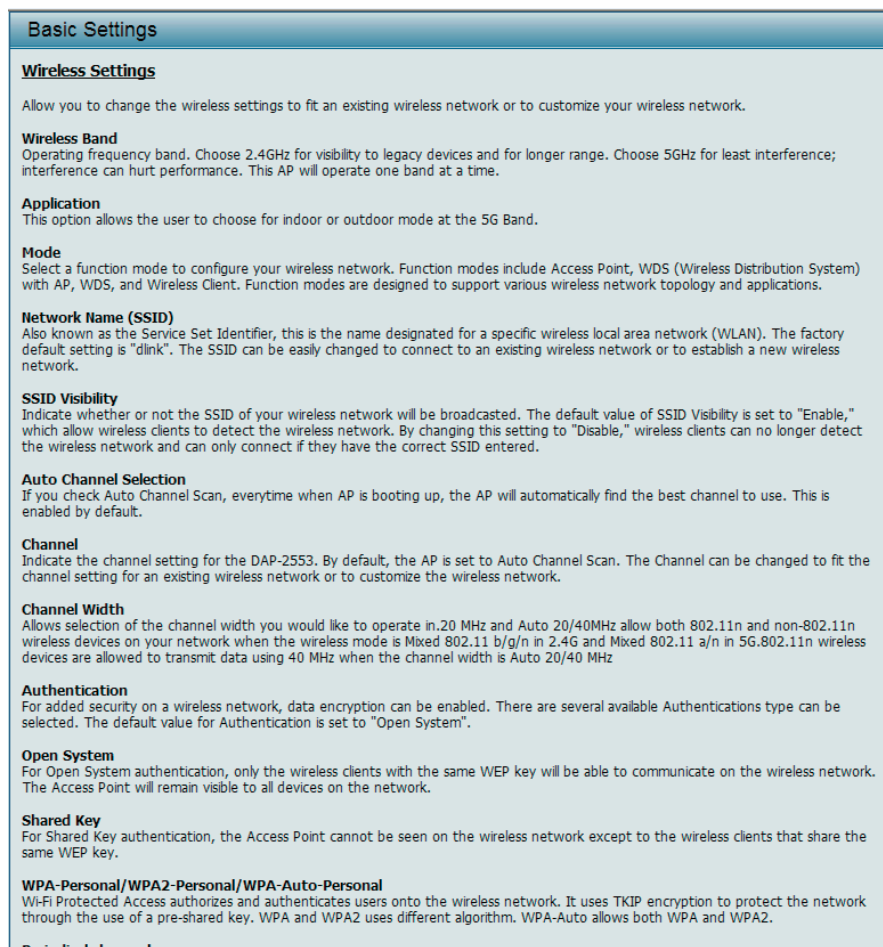 Basic Settings
Wireless Settings
Allow you to change the wireless settings to fit an existing wireless network or to customize your wireless network.
Wireless Band
Operating frequency band. Choose 2.4GHz for visibility to legacy devices and for longer range. Choose 5GHz for least interference;
interference can hurt performance. This AP will operate one band at a time.
Application
This option allows the user to choose for indoor or outdoor mode at the 5G Band.
Mode
Select a function mode to configure your wireless network. Function modes include Access Point, WDS (Wireless Distribution System)
with AP, WDS, and Wireless Client. Function modes are designed to support various wireless network topology and applications.
Network Name (SSID)
Also known as the Service Set Identifier, this is the name designated for a specific wireless local area network (WLAN). The factory
default setting is "dlink". The SSID can be easily changed to connect to an existing wireless network or to establish a new wireless
network.
SSID Visibility
Indicate whether or not the SSID of your wireless network will be broadcasted. The default value of SSID Visibility is set to "Enable,"
which allow wireless clients to detect the wireless network. By changing this setting to "Disable," wireless clients can no longer detect
the wireless network and can only connect if they have the correct SSID entered.
Auto Channel Selection
If you check Auto Channel Scan, everytime when AP is booting up, the AP will automatically find the best channel to use. This is
enabled by default.
Channel
Indicate the channel setting for the DAP-2553. By default, the AP is set to Auto Channel Scan. The Channel can be changed to fit the
channel setting for an existing wireless network or to customize the wireless network.
Channel Width
Allows selection of the channel width you would like to operate in.20 MHz and Auto 20/40MHz allow both 802.11n and non-802.11n
wireless devices on your network when the wireless mode is Mixed 802.11 b/g/n in 2.4G and Mixed 802.11 a/n in 5G.802.11n wireless
devices are allowed to transmit data using 40 MHz when the channel width is Auto 20/40 MHz
Authentication
For added security on a wireless network, data encryption can be enabled. There are several available Authentications type can be
selected. The default value for Authentication is set to "Open System".
Open System
For Open System authentication, only the wireless clients with the same WEP key will be able to communicate on the wireless network.
The Access Point will remain visible to all devices on the network.
Shared Key
For Shared Key authentication, the Access Point cannot be seen on the wireless network except to the wireless clients that share the
same WEP key.
WPA-Personal/WPA2-Personal/WPA-Auto-Personal
Wi-Fi Protected Access authorizes and authenticates users onto the wireless network. It uses TKIP encryption to protect the network
through the use of a pre-shared key. WPA and WPA2 uses different algorithm. WPA-Auto allows both WPA and WPA2.